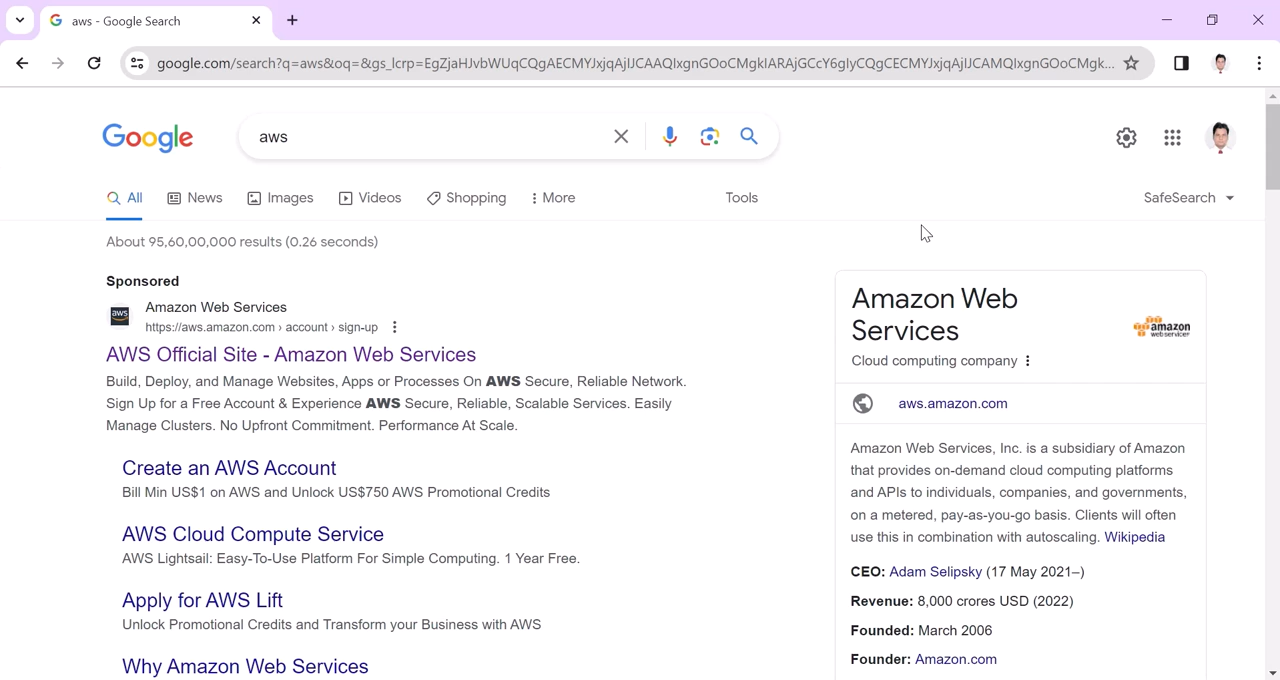 aws - Google Search
google.com/search?q=aws&oq=&gs_lcrp=EgZjaHJvbWUqCQgAECMYJxjqAjIJCAAQIxgnGOoCMgkIARAjGCcY6gIyCQgCECMYJxjqAjIJCAMQIxgnGOoCMgk...
Google
aws
All
News
Images
Videos
Shopping
More
Tools
SafeSearch
About 95,60,00,000 results (0.26 seconds)
Sponsored
aws
Amazon Web Services
https://aws.amazon.com › account › sign-up
AWS Official Site - Amazon Web Services
Build, Deploy, and Manage Websites, Apps or Processes On AWS Secure, Reliable Network.
Sign Up for a Free Account & Experience AWS Secure, Reliable, Scalable Services. Easily
Manage Clusters. No Upfront Commitment. Performance At Scale.
Create an AWS Account
Bill Min US$1 on AWS and Unlock US$750 AWS Promotional Credits
AWS Cloud Compute Service
AWS Lightsail: Easy-To-Use Platform For Simple Computing. 1 Year Free.
Apply for AWS Lift
Unlock Promotional Credits and Transform your Business with AWS
Why Amazon Web Services
Amazon Web
Services
amazon
web services
Cloud computing company
aws.amazon.com
Amazon Web Services, Inc. is a subsidiary of Amazon
that provides on-demand cloud computing platforms
and APIs to individuals, companies, and governments,
on a metered, pay-as-you-go basis. Clients will often
use this in combination with autoscaling. Wikipedia
CEO: Adam Selipsky (17 May 2021–)
Revenue: 8,000 crores USD (2022)
Founded: March 2006
Founder: Amazon.com